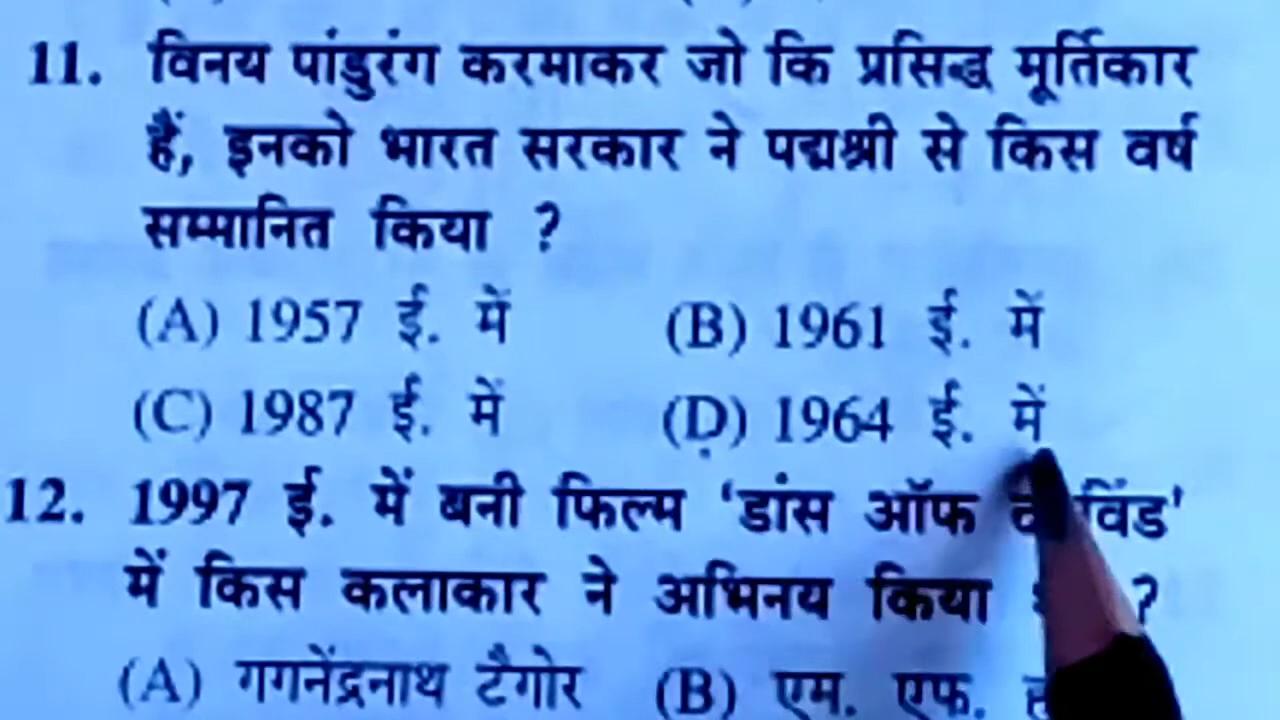 11. विनय पांडुरंग करमाकर जो कि प्रसिद्ध मूर्तिकार
हैं, इनको भारत सरकार ने पद्मश्री से किस वर्ष
सम्मानित किया ?
(A) 1957 ई. में (B) 1961 ई. में
(C) 1987 ई. में (D) 1964 ई. में
12. 1997 ई. में बनी फिल्म ‘डांस ऑफ विंड’
में किस कलाकार ने अभिनय किया ?
(A) गगनेंद्रनाथ टैगोर (B) एम. एफ.